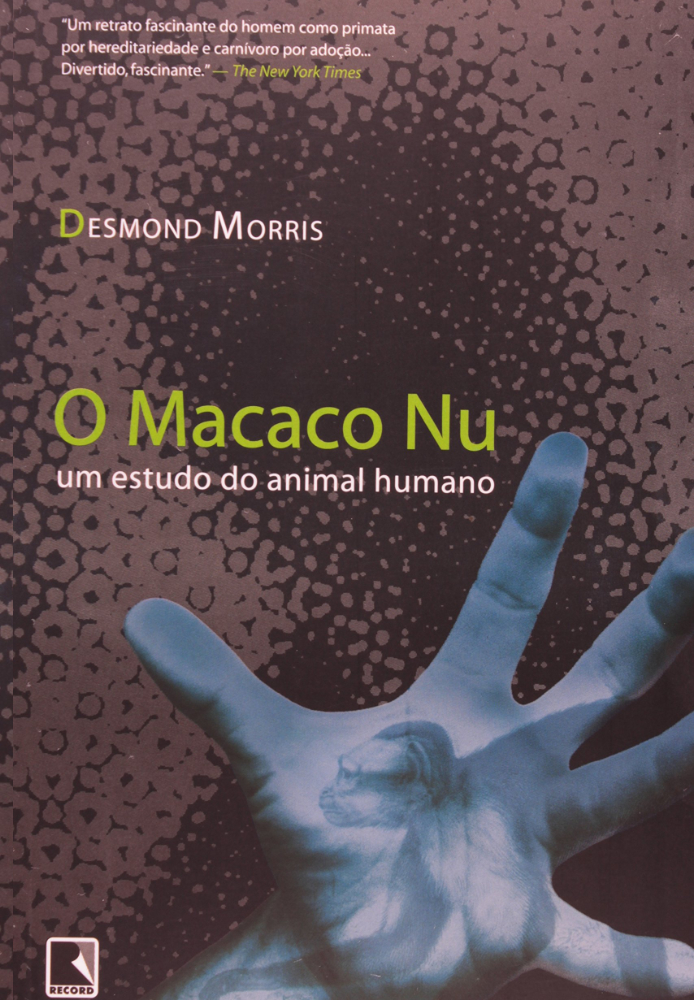 "Um retrato fascinante do homem como primata
por hereditariedade e carnívoro por adoção...
Divertido, fascinante." — The New York Times
DESMOND MORRIS
O Macaco Nu
um estudo do animal humano
RECORD